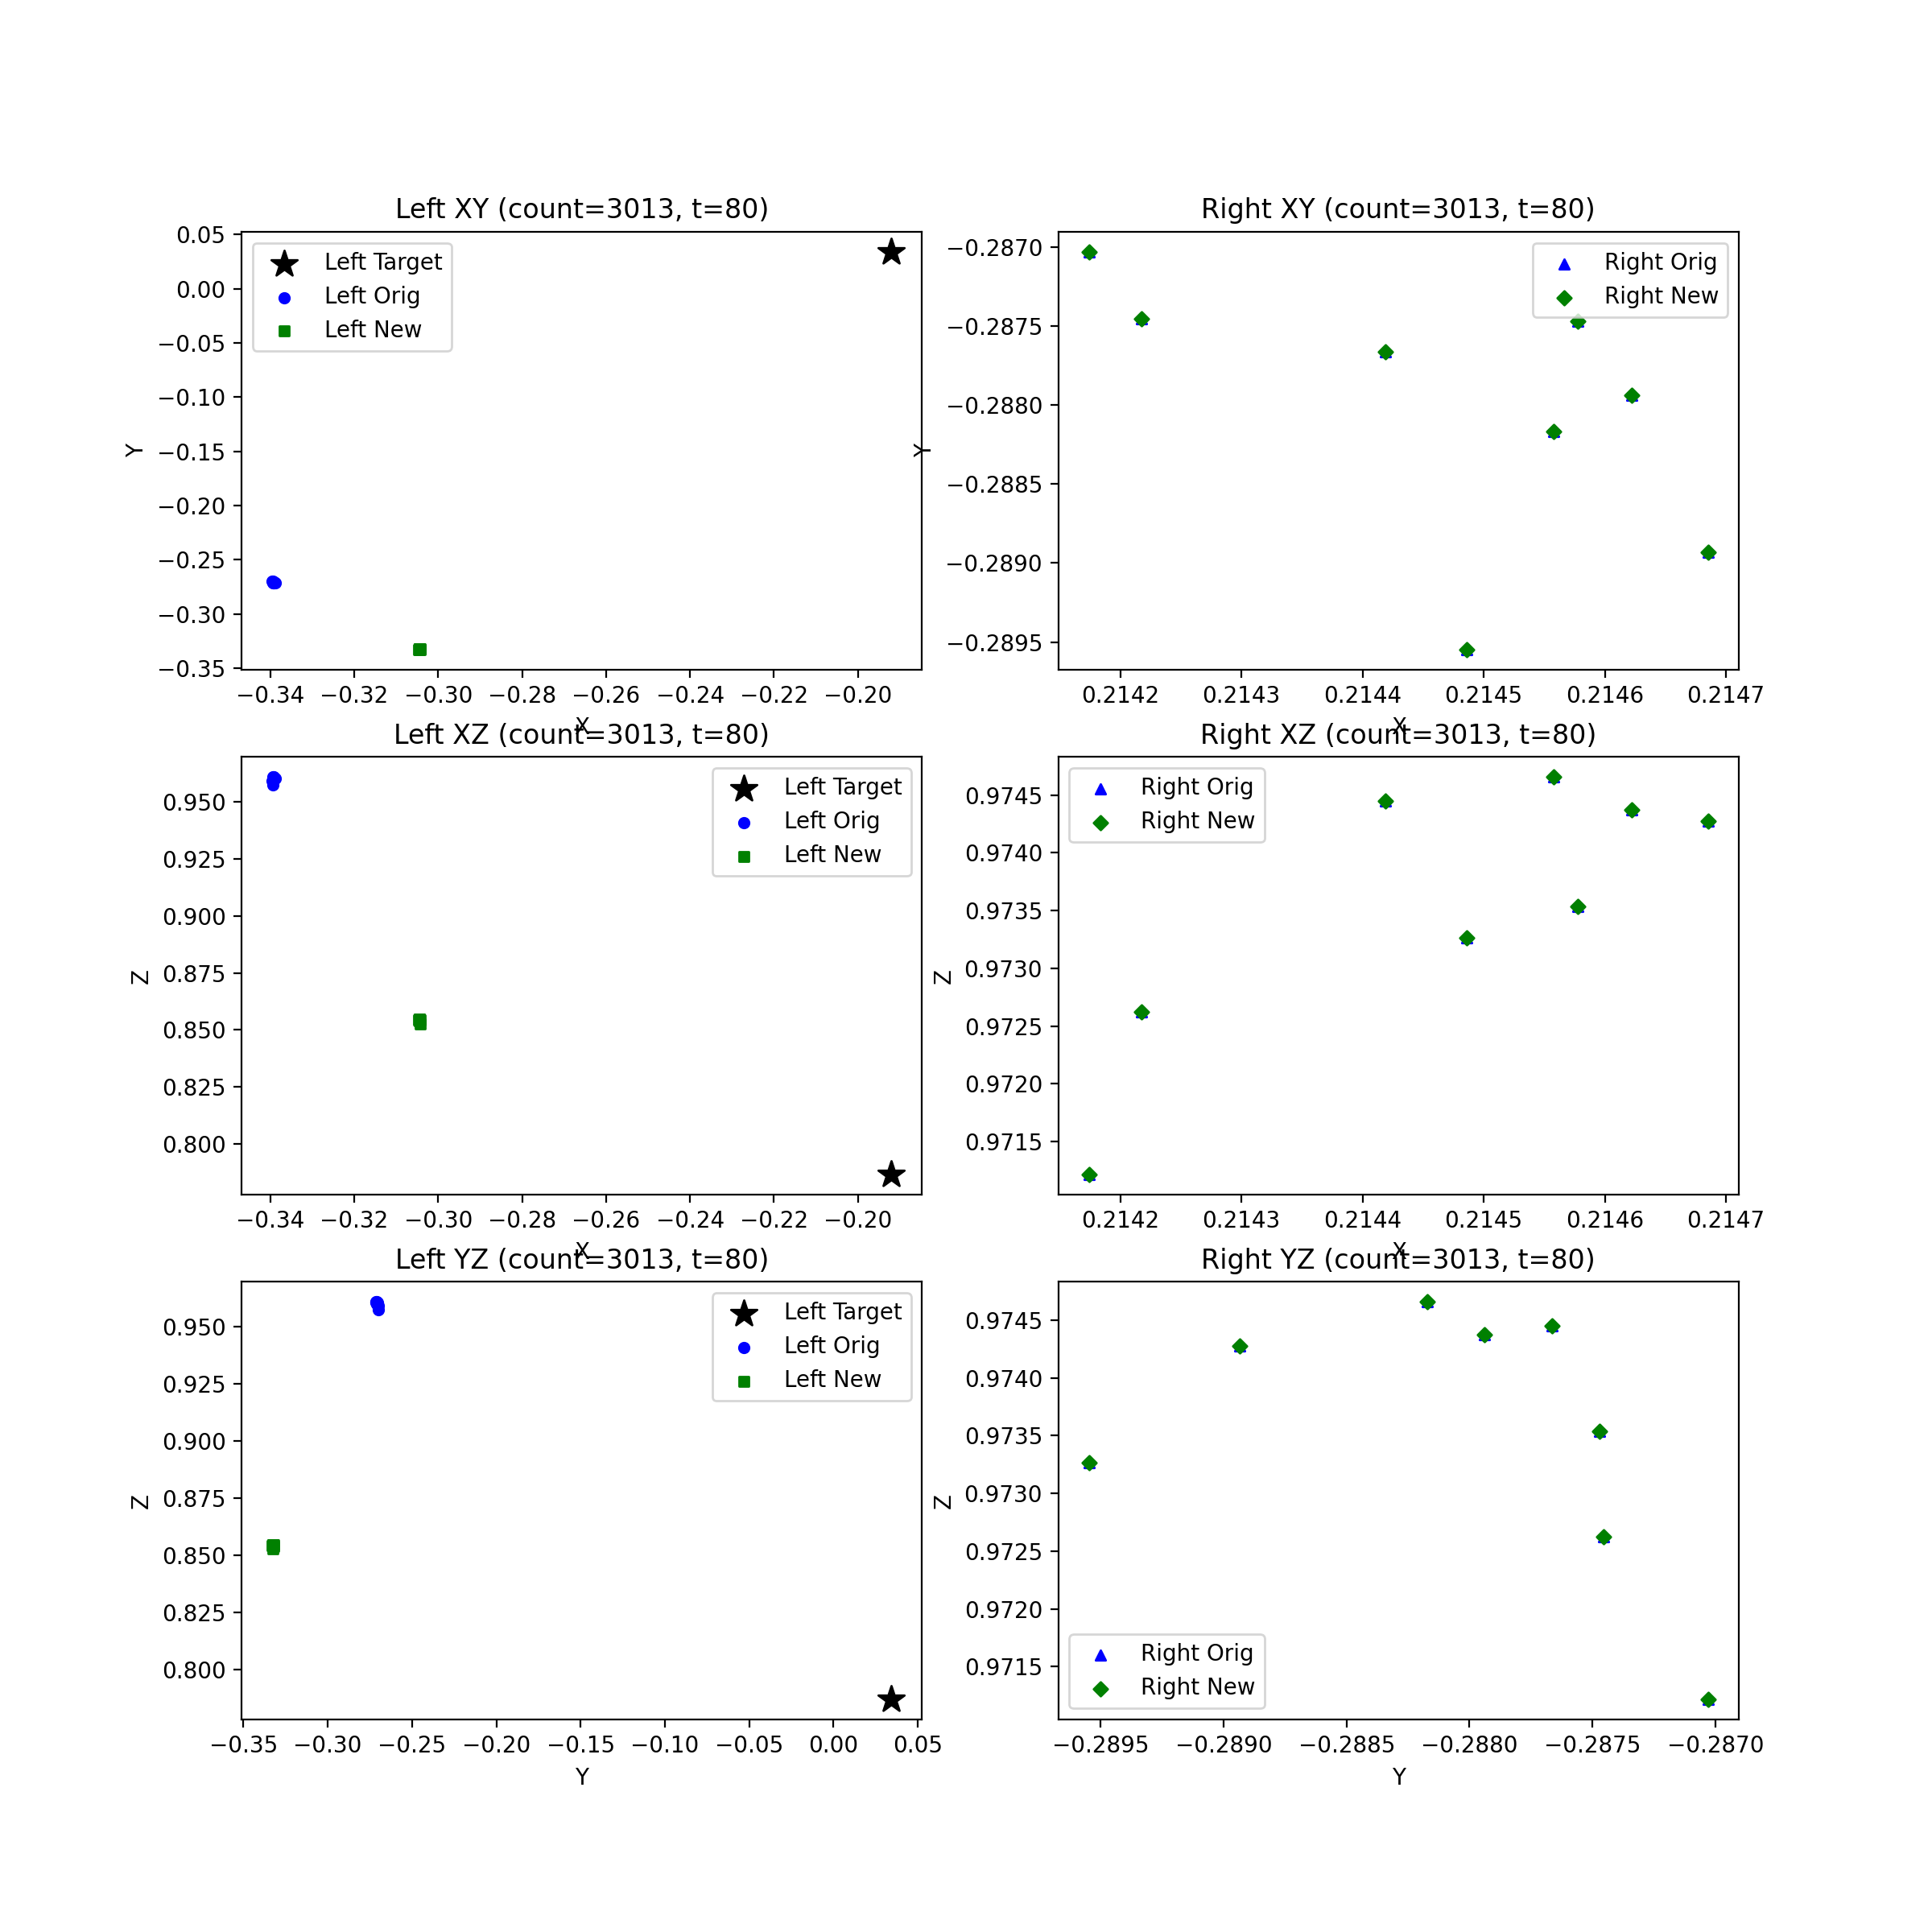 Left XY (count=3013, t=80)
0.05
0.00
−0.05
−0.10
−0.15
−0.20
−0.25
−0.30
−0.35
Y
Left Target
Left Orig
Left New
−0.34 −0.32 −0.30 −0.28 −0.26 −0.24 −0.22 −0.20
X
Right XY (count=3013, t=80)
−0.2870
−0.2875
−0.2880
−0.2885
−0.2890
−0.2895
Y
Right Orig
Right New
0.2142 0.2143 0.2144 0.2145 0.2146 0.2147
X
Left XZ (count=3013, t=80)
0.950
0.925
0.900
0.875
0.850
0.825
0.800
Z
Left Target
Left Orig
Left New
−0.34 −0.32 −0.30 −0.28 −0.26 −0.24 −0.22 −0.20
X
Right XZ (count=3013, t=80)
0.9745
0.9740
0.9735
0.9730
0.9725
0.9720
0.9715
Z
Right Orig
Right New
0.2142 0.2143 0.2144 0.2145 0.2146 0.2147
X
Left YZ (count=3013, t=80)
0.950
0.925
0.900
0.875
0.850
0.825
0.800
Z
Left Target
Left Orig
Left New
−0.35 −0.30 −0.25 −0.20 −0.15 −0.10 −0.05 0.00 0.05
Y
Right YZ (count=3013, t=80)
0.9745
0.9740
0.9735
0.9730
0.9725
0.9720
0.9715
Z
Right Orig
Right New
−0.2895 −0.2890 −0.2885 −0.2880 −0.2875 −0.2870
Y